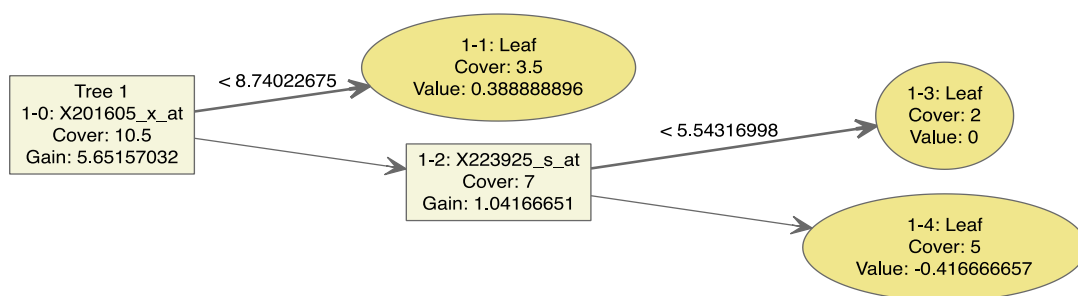 Tree 1
1-0: X201605_x_at
Cover: 10.5
Gain: 5.65157032
< 8.74022675
1-1: Leaf
Cover: 3.5
Value: 0.388888896
1-2: X223925_s_at
Cover: 7
Gain: 1.04166651
< 5.54316998
1-3: Leaf
Cover: 2
Value: 0
1-4: Leaf
Cover: 5
Value: -0.416666657